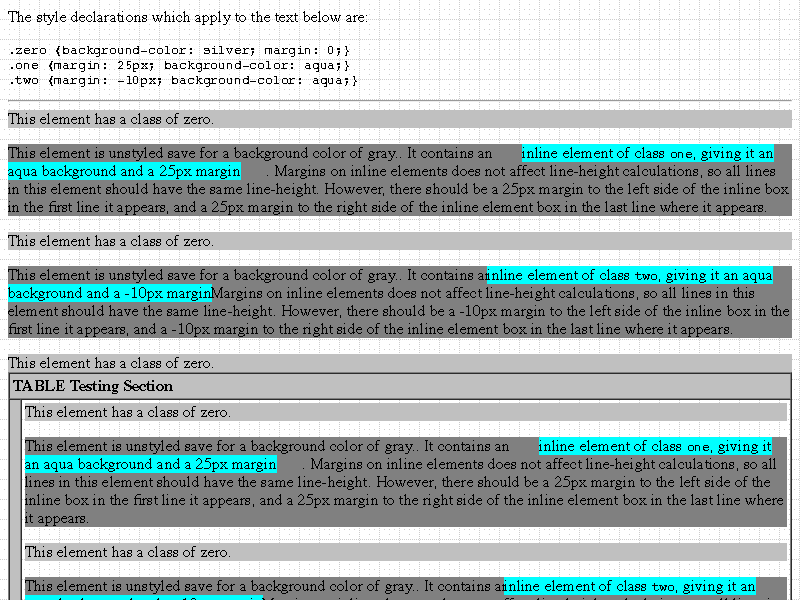 The style declarations which apply to the text below are:
.zero {background-color: silver; margin: 0;}
.one {margin: 25px; background-color: aqua;}
.two {margin: -10px; background-color: aqua;}
This element has a class of zero.
This element is unstyled save for a background color of gray.. It contains an inline element of class one, giving it an
aqua background and a 25px margin. Margins on inline elements does not affect line-height calculations, so all lines
in this element should have the same line-height. However, there should be a 25px margin to the left side of the inline box
in the first line it appears, and a 25px margin to the right side of the inline element box in the last line where it appears.
This element has a class of zero.
This element is unstyled save for a background color of gray.. It contains an inline element of class two, giving it an aqua
background and a -10px margin Margins on inline elements does not affect line-height calculations, so all lines in this
element should have the same line-height. However, there should be a -10px margin to the left side of the inline box in the
first line it appears, and a -10px margin to the right side of the inline element box in the last line where it appears.
This element has a class of zero.
TABLE Testing Section
This element has a class of zero.
This element is unstyled save for a background color of gray.. It contains an inline element of class one, giving it
an aqua background and a 25px margin. Margins on inline elements does not affect line-height calculations, so all
lines in this element should have the same line-height. However, there should be a 25px margin to the left side of the
inline box in the first line it appears, and a 25px margin to the right side of the inline element box in the last line where
it appears.
This element has a class of zero.
This element is unstyled save for a background color of gray.. It contains an inline element of class two, giving it an